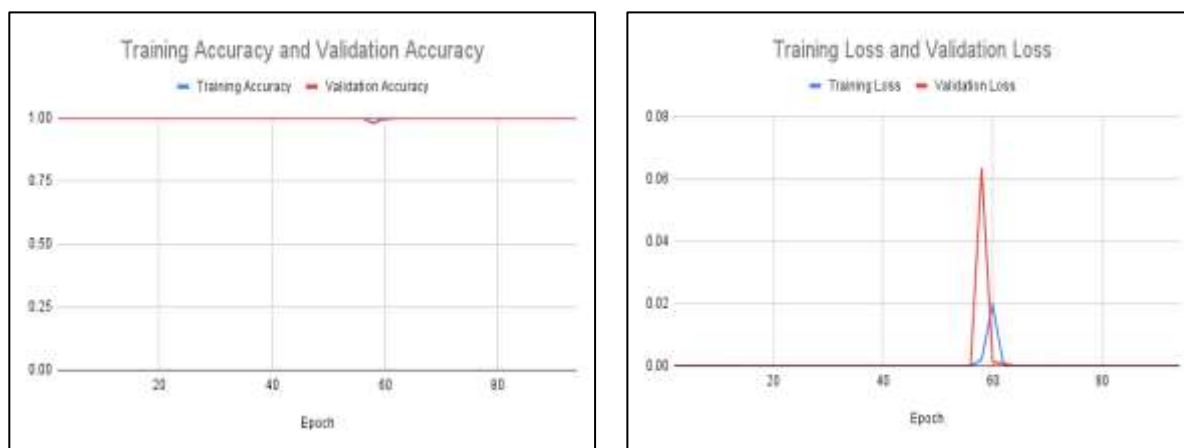 Training Accuracy and Validation Accuracy
Training Accuracy Validation Accuracy
1.00
0.75
0.50
0.25
0.00
20 40 60 80
Epoch
Training Loss and Validation Loss
Training Loss Validation Loss
0.08
0.06
0.04
0.02
0.00
20 40 60 80
Epoch